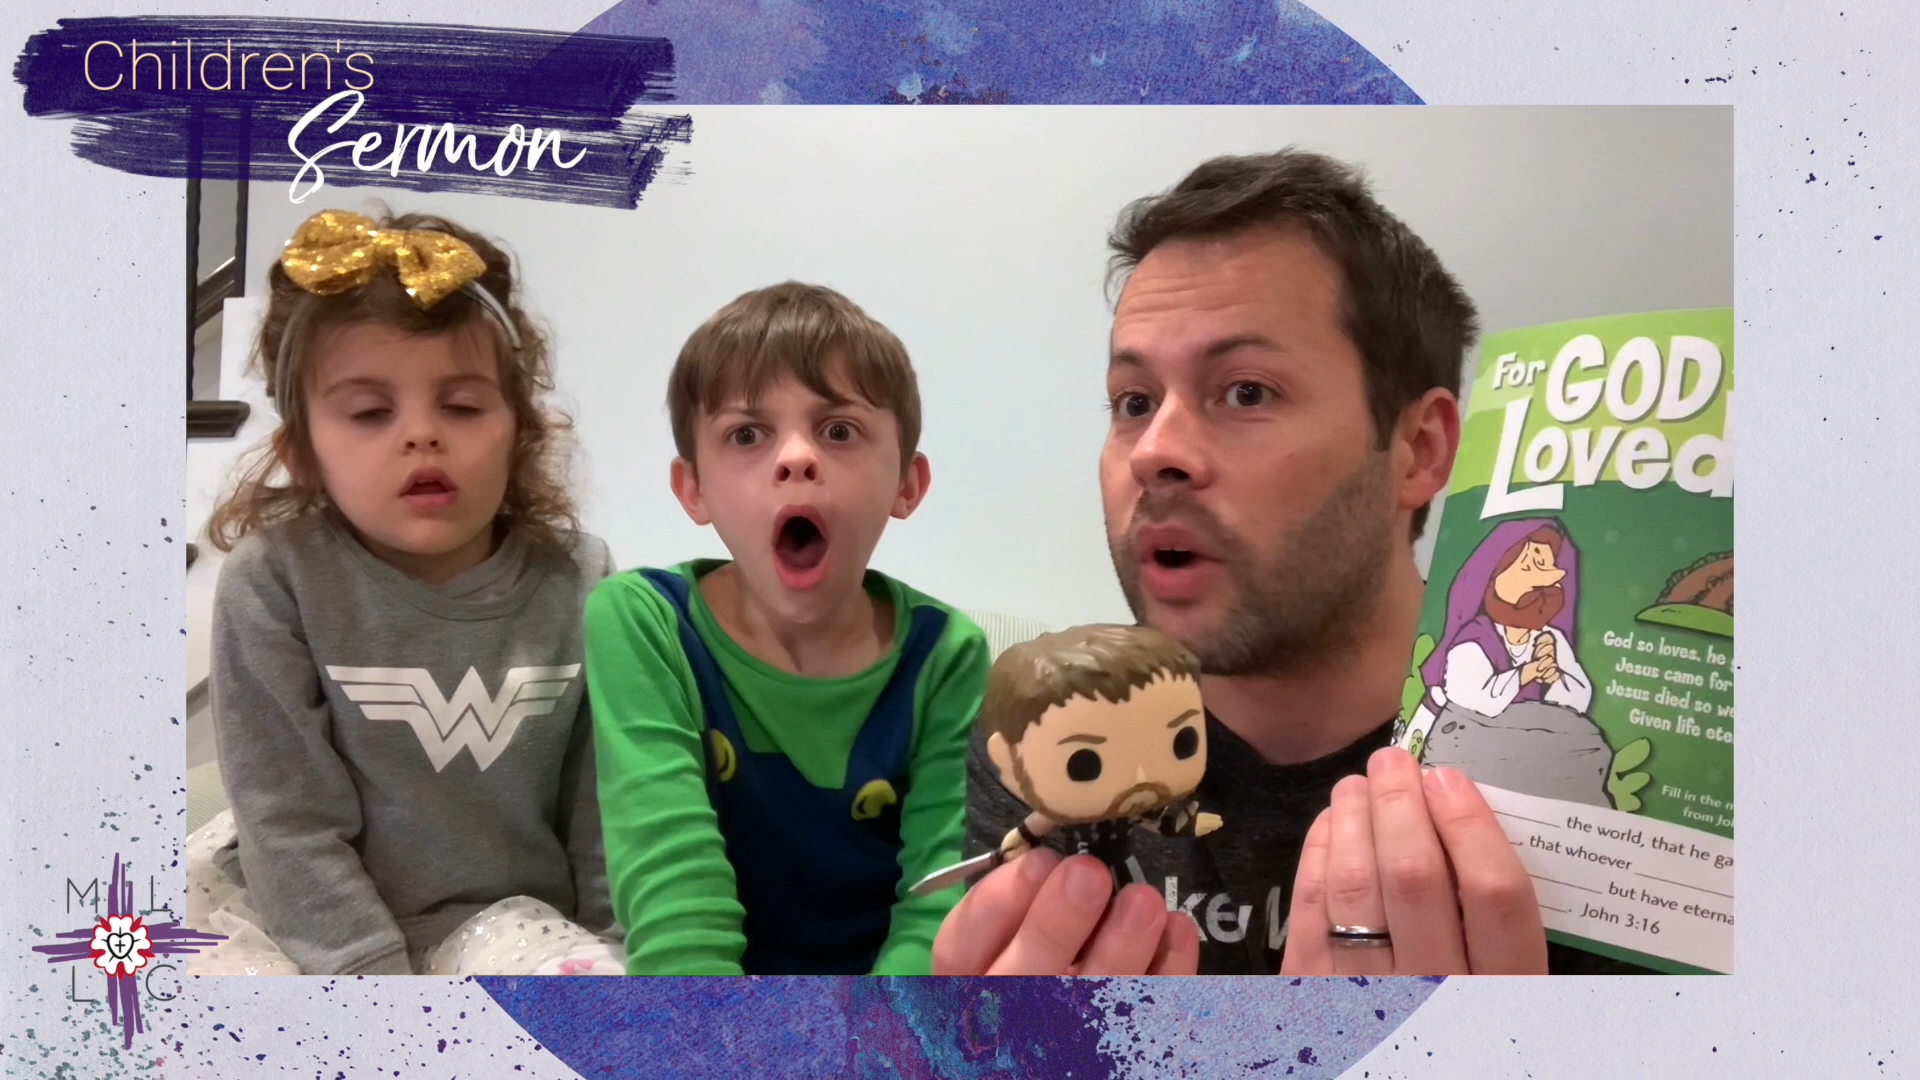 Children's
Sermon
For GOD
Loved
God so loves, he
Jesus came for
Jesus died so we
Given life ete
Fill in the
from Jo
the world, that he ga
, that whoever
but have eterna
. John 3:16
W
ke
M L
L C